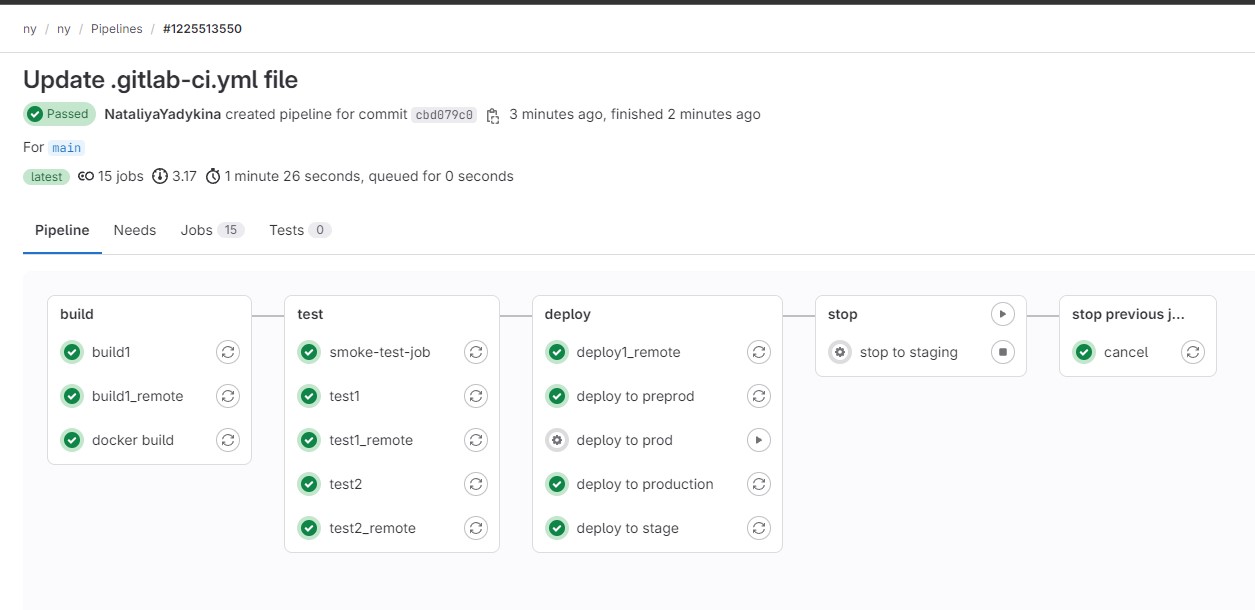 ny / ny / Pipelines / #1225513550
Update .gitlab-ci.yml file
Passed NataliyaYadykina created pipeline for commit cbd079c0 3 minutes ago, finished 2 minutes ago
For main
latest 15 jobs 3.17 1 minute 26 seconds, queued for 0 seconds
Pipeline Needs Jobs 15 Tests 0
build
build1
build1_remote
docker build
test
smoke-test-job
test1
test1_remote
test2
test2_remote
deploy
deploy1_remote
deploy to preprod
deploy to prod
deploy to production
deploy to stage
stop
stop to staging
stop previous j...
cancel